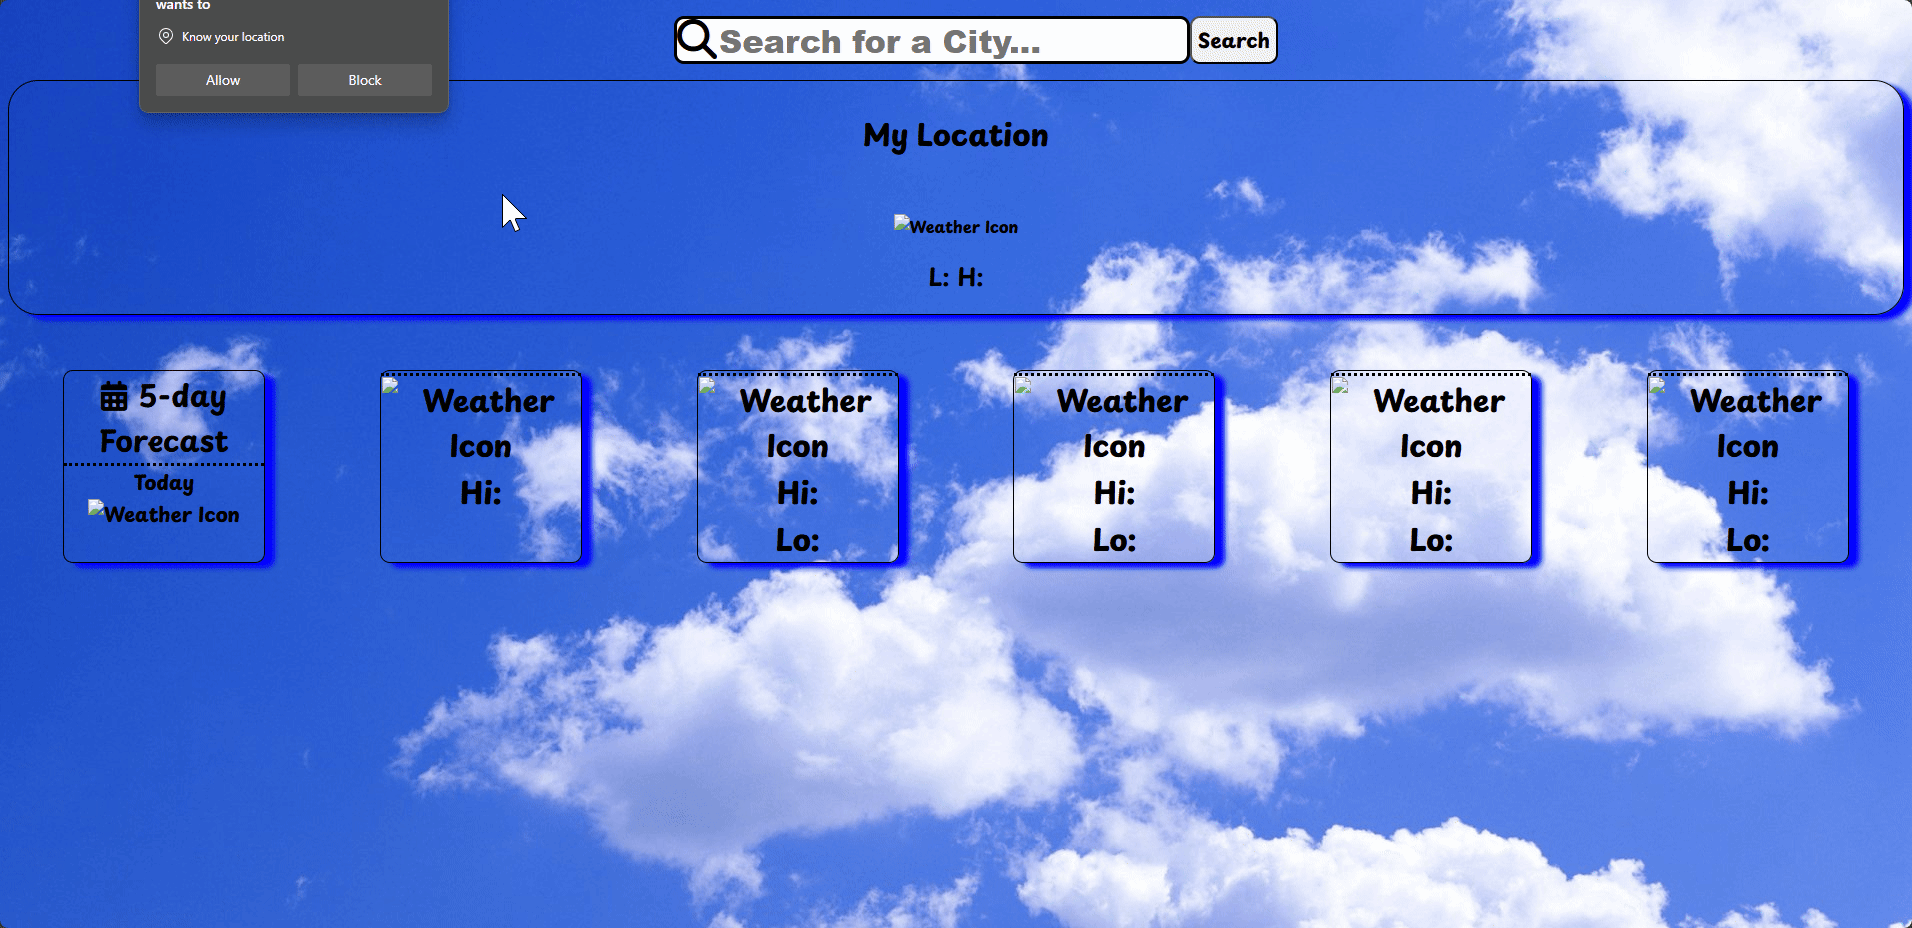 wants to
Know your location
Allow Block
Search for a City...
Search
My Location
Weather Icon
L: H:
5-day
Forecast
Today
Weather Icon
Weather
Icon
Hi:
Weather
Icon
Hi:
Lo:
Weather
Icon
Hi:
Lo:
Weather
Icon
Hi:
Lo:
Weather
Icon
Hi:
Lo: